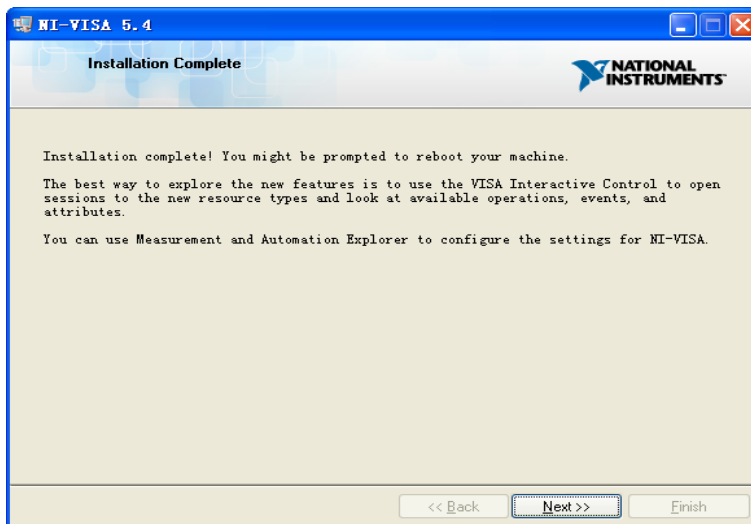 NI-VISA 5.4
Installation Complete
NATIONAL
INSTRUMENTS™
Installation complete! You might be prompted to reboot your machine.
The best way to explore the new features is to use the VISA Interactive Control to open
sessions to the new resource types and look at available operations, events, and
attributes.
You can use Measurement and Automation Explorer to configure the settings for NI-VISA.
<< Back
Next >>
Finish